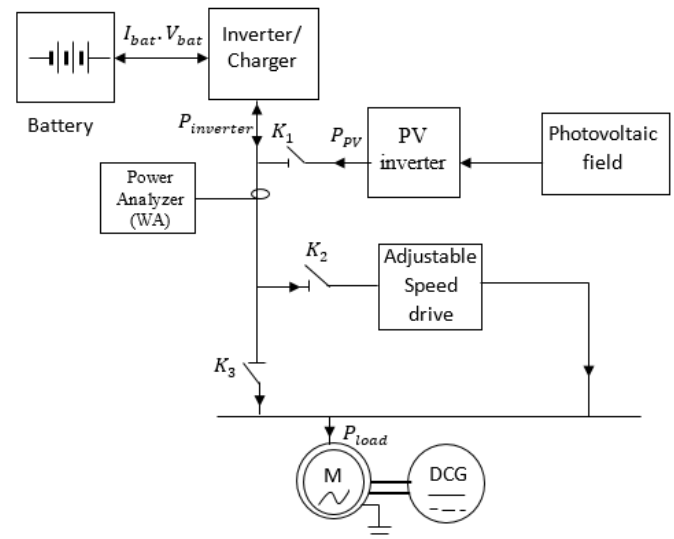 I_bat. V_bat
Inverter/
Charger
Battery
P_inverter
K_1
P_PV
PV
inverter
Photovoltaic
field
Power
Analyzer
(WA)
K_2
Adjustable
Speed
drive
K_3
P_load
M
DCG